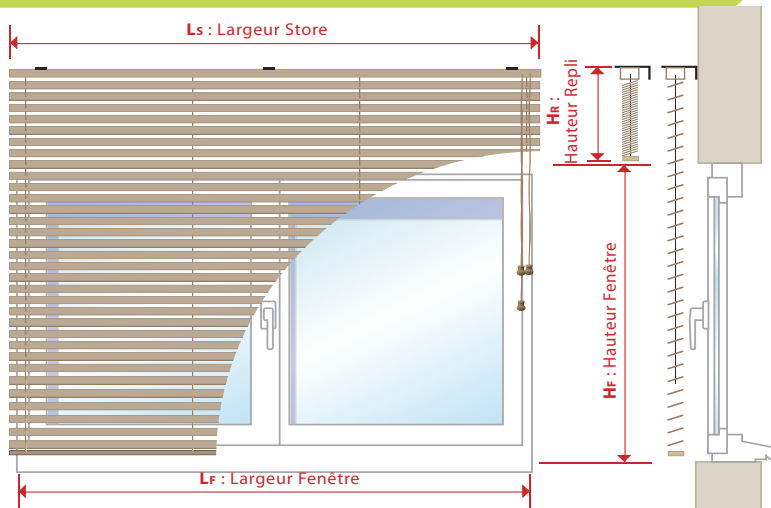 Ls : Largeur Store
HR :
Hauteur Repli
HF : Hauteur Fenêtre
LF : Largeur Fenêtre